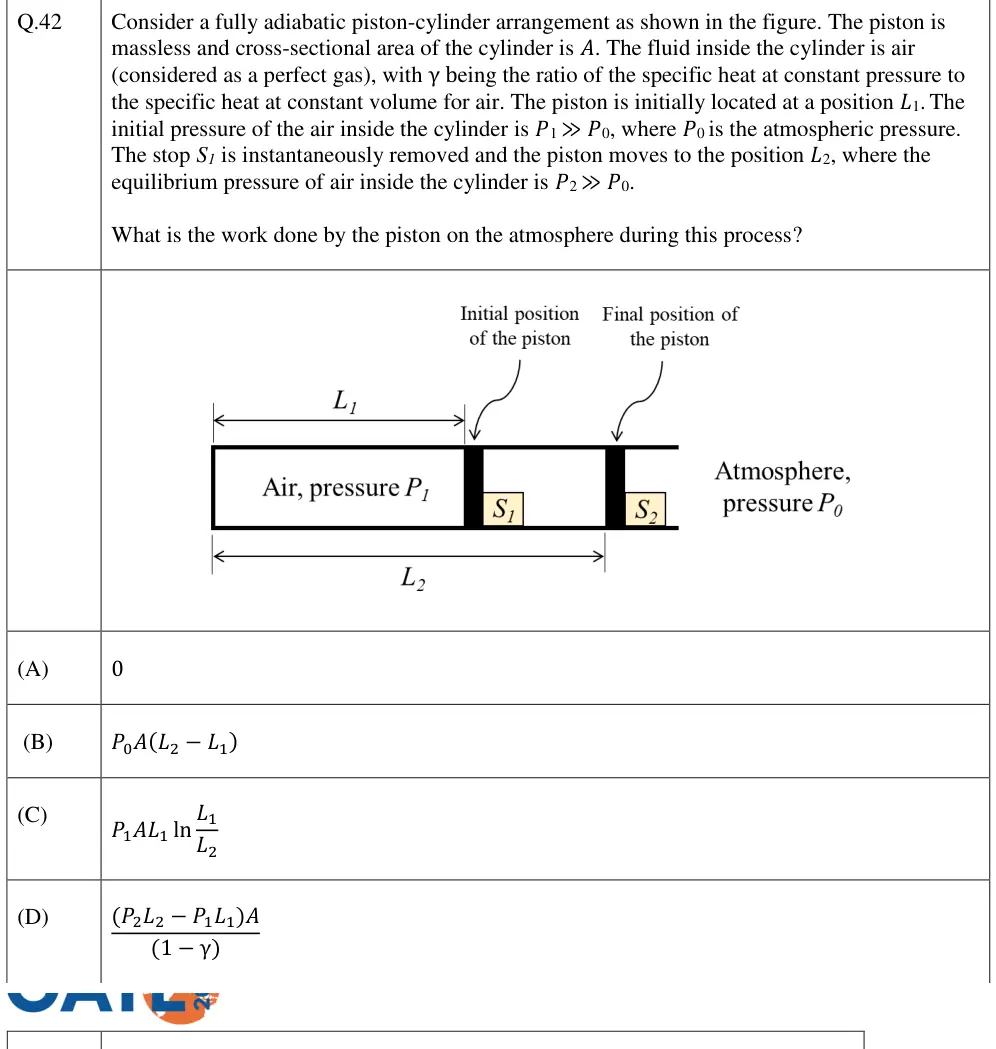 Q.42
Consider a fully adiabatic piston-cylinder arrangement as shown in the figure. The piston is
massless and cross-sectional area of the cylinder is A. The fluid inside the cylinder is air
(considered as a perfect gas), with γ being the ratio of the specific heat at constant pressure to
the specific heat at constant volume for air. The piston is initially located at a position L₁. The
initial pressure of the air inside the cylinder is P₁ ≫ P₀, where P₀ is the atmospheric pressure.
The stop S₁ is instantaneously removed and the piston moves to the position L₂, where the
equilibrium pressure of air inside the cylinder is P₂ ≫ P₀.
What is the work done by the piston on the atmosphere during this process?
Initial position
of the piston
Final position of
the piston
L₁
Air, pressure P₁
S₁
S₂
Atmosphere,
pressure P₀
L₂
(A) 0
(B) P₀A(L₂ − L₁)
(C) P₁AL₁ ln L₁/L₂
(D) (P₂L₂ − P₁L₁)A/(1 − γ)